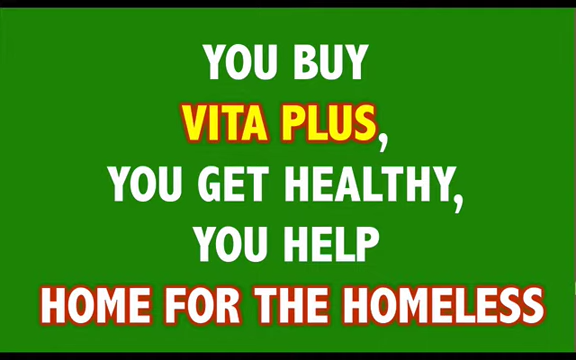 YOU BUY
VITA PLUS,
YOU GET HEALTHY,
YOU HELP
HOME FOR THE HOMELESS